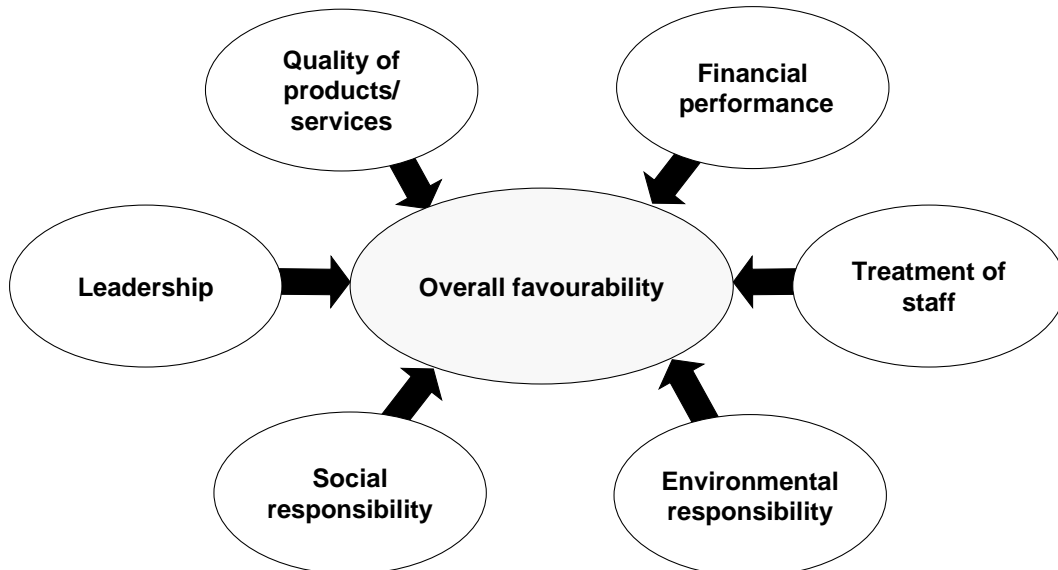 Quality of
products/
services
Financial
performance
Leadership
Overall favourability
Treatment of
staff
Social
responsibility
Environmental
responsibility